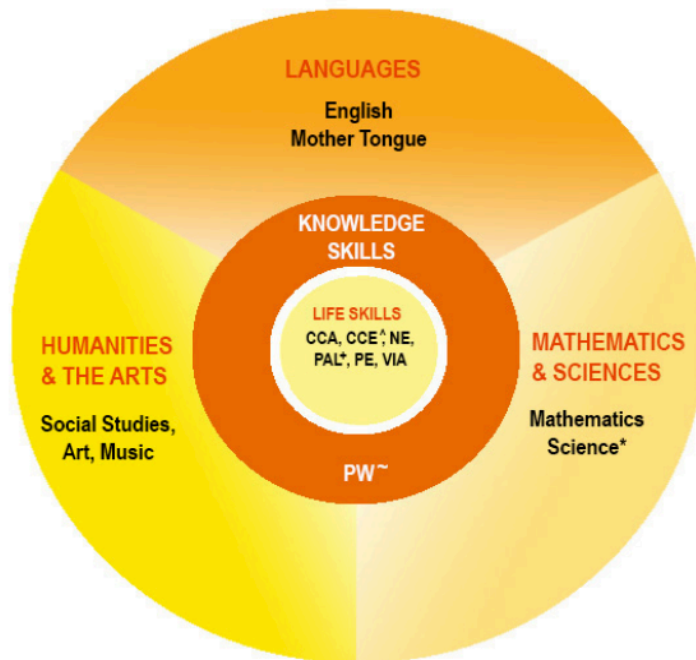 LANGUAGES
English
Mother Tongue
KNOWLEDGE
SKILLS
LIFE SKILLS
CCA, CCE^, NE,
PAL+, PE, VIA
HUMANITIES
& THE ARTS
Social Studies,
Art, Music
MATHEMATICS
& SCIENCES
Mathematics
Science*
PW~